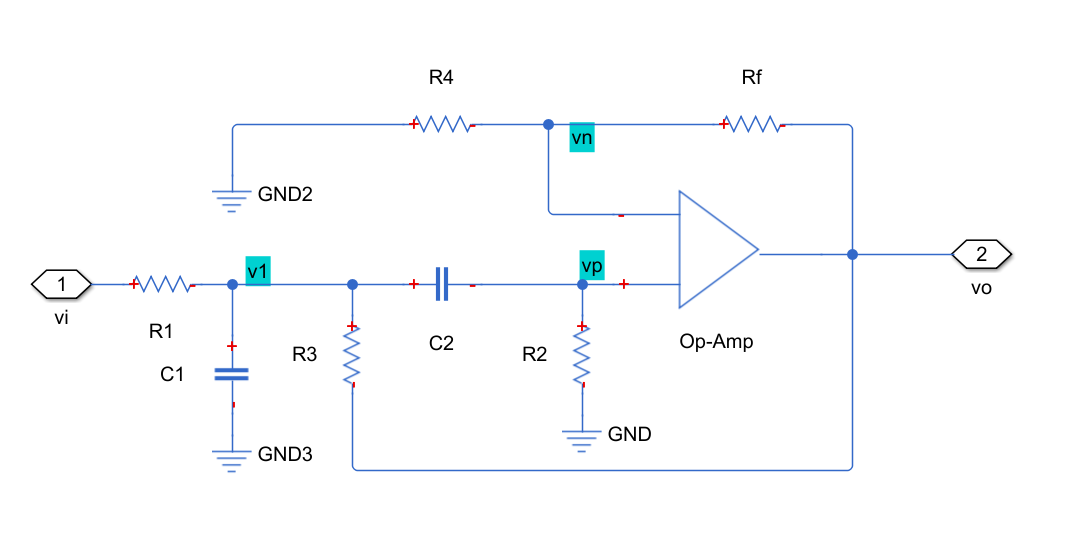 R4
Rf
vn
GND2
v1
vp
1
2
vi
vo
R1
C1
R3
C2
R2
Op-Amp
GND3
GND